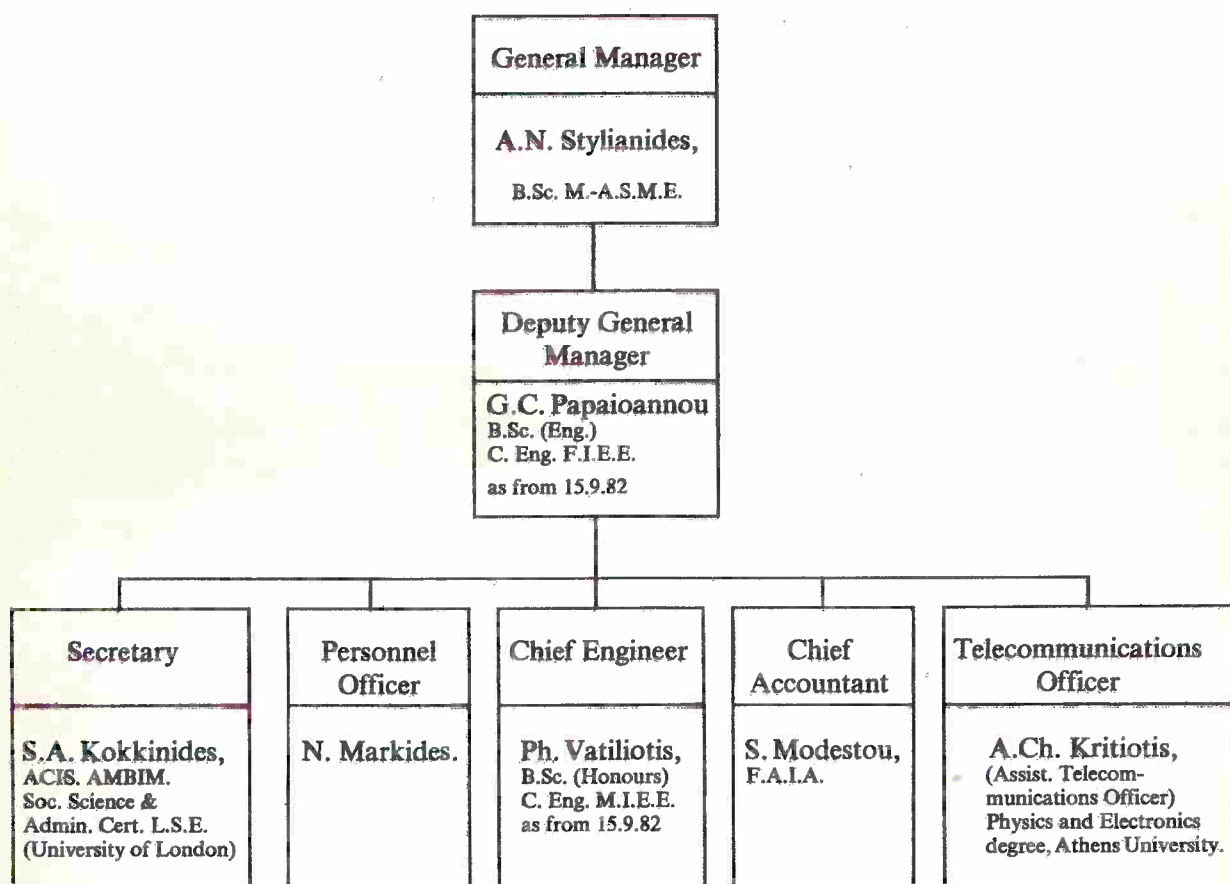 General Manager
A.N. Stylianides,
B.Sc. M.-A.S.M.E.
Deputy General
Manager
G.C. Papaioannou
B.Sc. (Eng.)
C. Eng. F.I.E.E.
as from 15.9.82
Secretary
S.A. Kokkinides,
ACIS. AMBIM.
Soc. Science &
Admin. Cert. L.S.E.
(University of London)
Personnel
Officer
N. Markides.
Chief Engineer
Ph. Vatiliotis,
B.Sc. (Honours)
C. Eng. M.I.E.E.
as from 15.9.82
Chief
Accountant
S. Modestou,
F.A.I.A.
Telecommunications
Officer
A.Ch. Kritiotis,
(Assist. Telecom-
munications Officer)
Physics and Electronics
degree, Athens University.